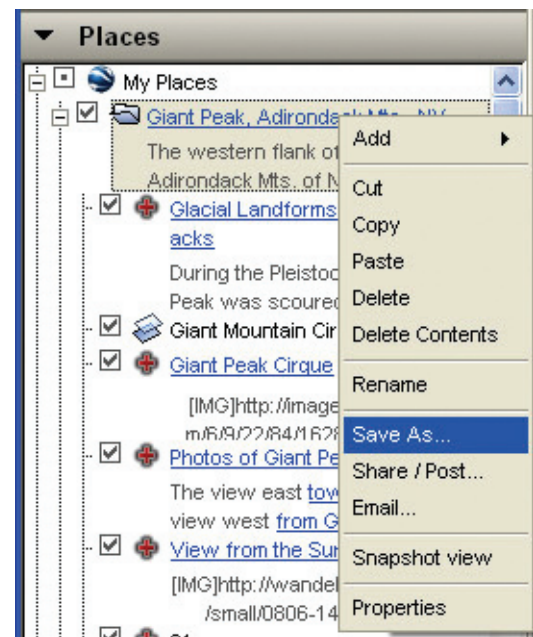 Places
My Places
Giant Peak, Adirondack Mts., NY
The western flank of
Adirondack Mts. of N
Glacial Landforms
acks
During the Pleistoc
Peak was scoured
Giant Mountain Cir
Giant Peak Cirque
[IMG]http://image
m/6/9/22/84/1628
Photos of Giant Pe
The view east tow
view west from G
View from the Sur
[IMG]http://wandel
/small/0806-14
Add
Cut
Copy
Paste
Delete
Delete Contents
Rename
Save As...
Share / Post...
Email...
Snapshot view
Properties